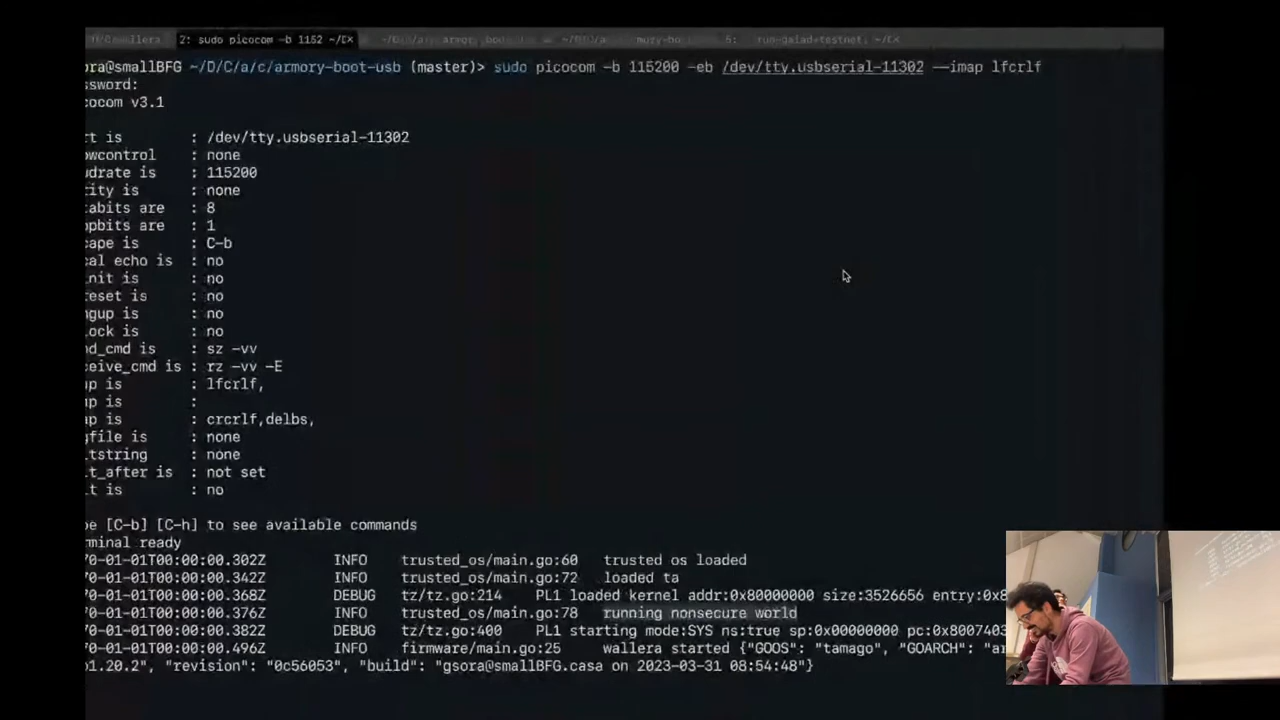 2: sudo picocom -b 1152 ~/D
gsora@smallBFG ~/D/C/a/c/armory-boot-usb (master)> sudo picocom -b 115200 -eb /dev/tty.usbserial-11302 --imap lfcrlf
ssword:
cocom v3.1
rt is : /dev/tty.usbserial-11302
owcontrol : none
udrate is : 115200
rity is : none
tabits are : 8
opbits are : 1
cape is : C-b
cal echo is : no
init is : no
reset is : no
ngup is : no
lock is : no
nd_cmd is : sz -vv
ceive_cmd is : rz -vv -E
ap is : lfcrlf,
ap is :
ap is : crcrlf,delbs,
gfile is : none
itstring : none
it_after is : not set
it is : no
pe [C-b] [C-h] to see available commands
rminal ready
70-01-01T00:00:00.302Z INFO trusted_os/main.go:60 trusted os loaded
70-01-01T00:00:00.342Z INFO trusted_os/main.go:72 loaded ta
70-01-01T00:00:00.368Z DEBUG tz/tz.go:214 PL1 loaded kernel addr:0x80000000 size:3526656 entry:0x8
70-01-01T00:00:00.376Z INFO trusted_os/main.go:78 running nonsecure world
70-01-01T00:00:00.382Z DEBUG tz/tz.go:400 PL1 starting mode:SYS ns:true sp:0x00000000 pc:0x8007403
70-01-01T00:00:00.496Z INFO firmware/main.go:25 wallera started {"GOOS": "tamago", "GOARCH": "ar
o1.20.2", "revision": "0c56053", "build": "gsora@smallBFG.casa on 2023-03-31 08:54:48"}